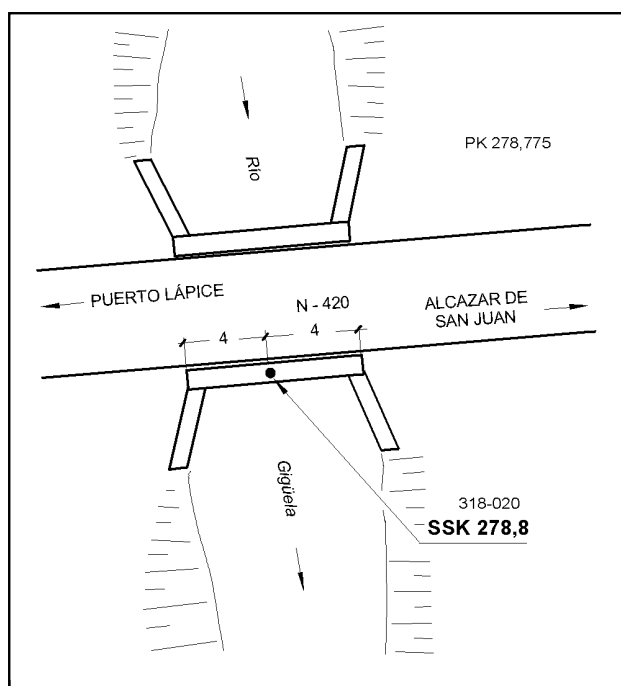 Río
PK 278,775
PUERTO LÁPICE
N - 420
ALCAZAR DE
SAN JUAN
4
4
Gigüela
318-020
SSK 278,8